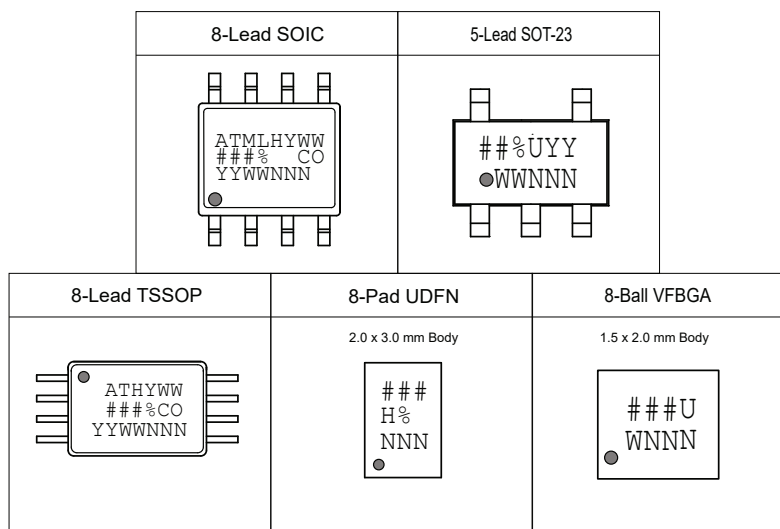 8-Lead SOIC
5-Lead SOT-23
ATMLHYWW
###% CO
YYWWNNN
##%UYY
WWNNN
8-Lead TSSOP
8-Pad UDFN
8-Ball VFBGA
2.0 x 3.0 mm Body
1.5 x 2.0 mm Body
ATHYWW
###%CO
YYWWNNN
###
H%
NNN
###U
WNNN